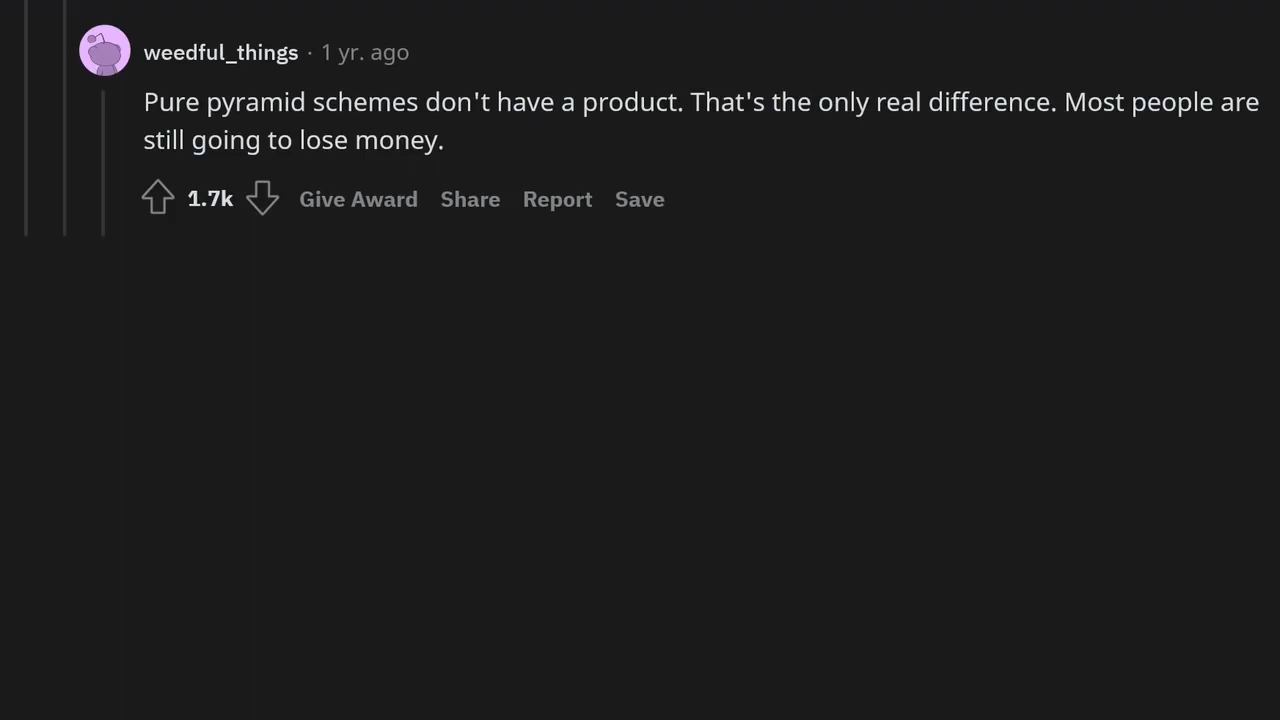 weedful_things · 1 yr. ago
Pure pyramid schemes don't have a product. That's the only real difference. Most people are
still going to lose money.
1.7k Give Award Share Report Save